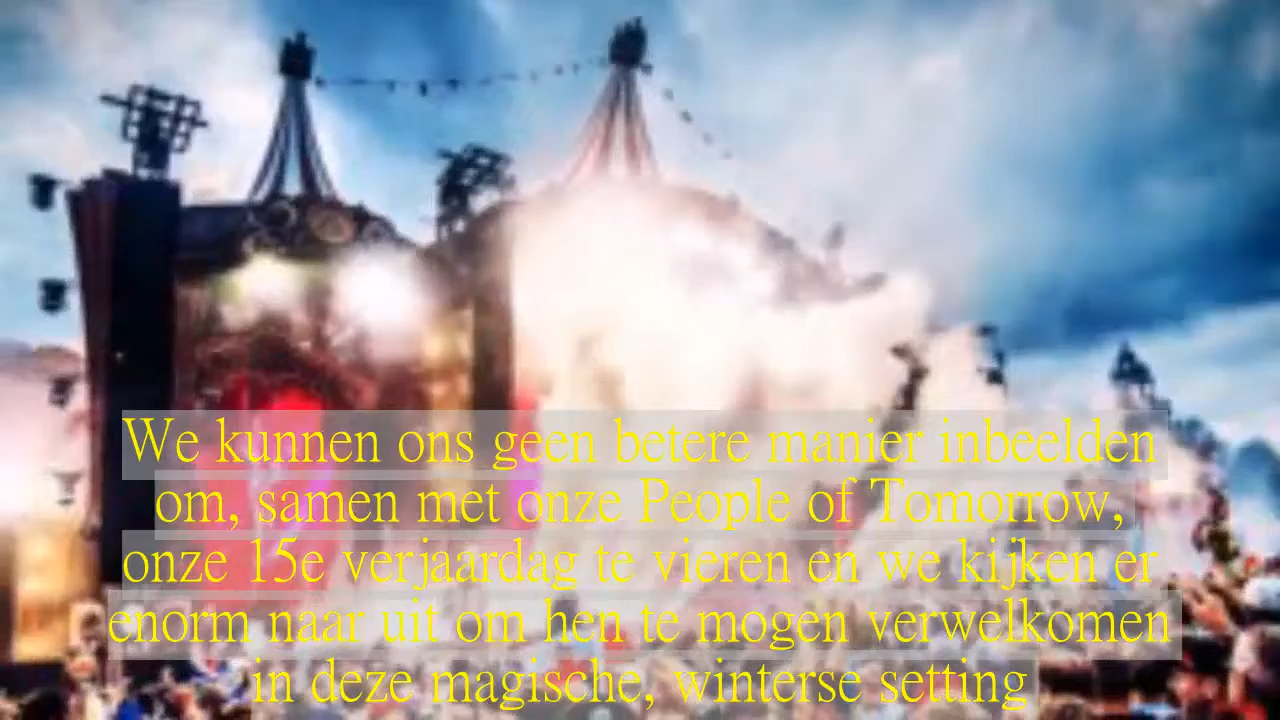 We kunnen ons geen betere manier inbeelden
om, samen met onze People of Tomorrow,
onze 15e verjaardag te vieren en we kijken er
enorm naar uit om hen te mogen verwelkomen
in deze magische, winterse setting